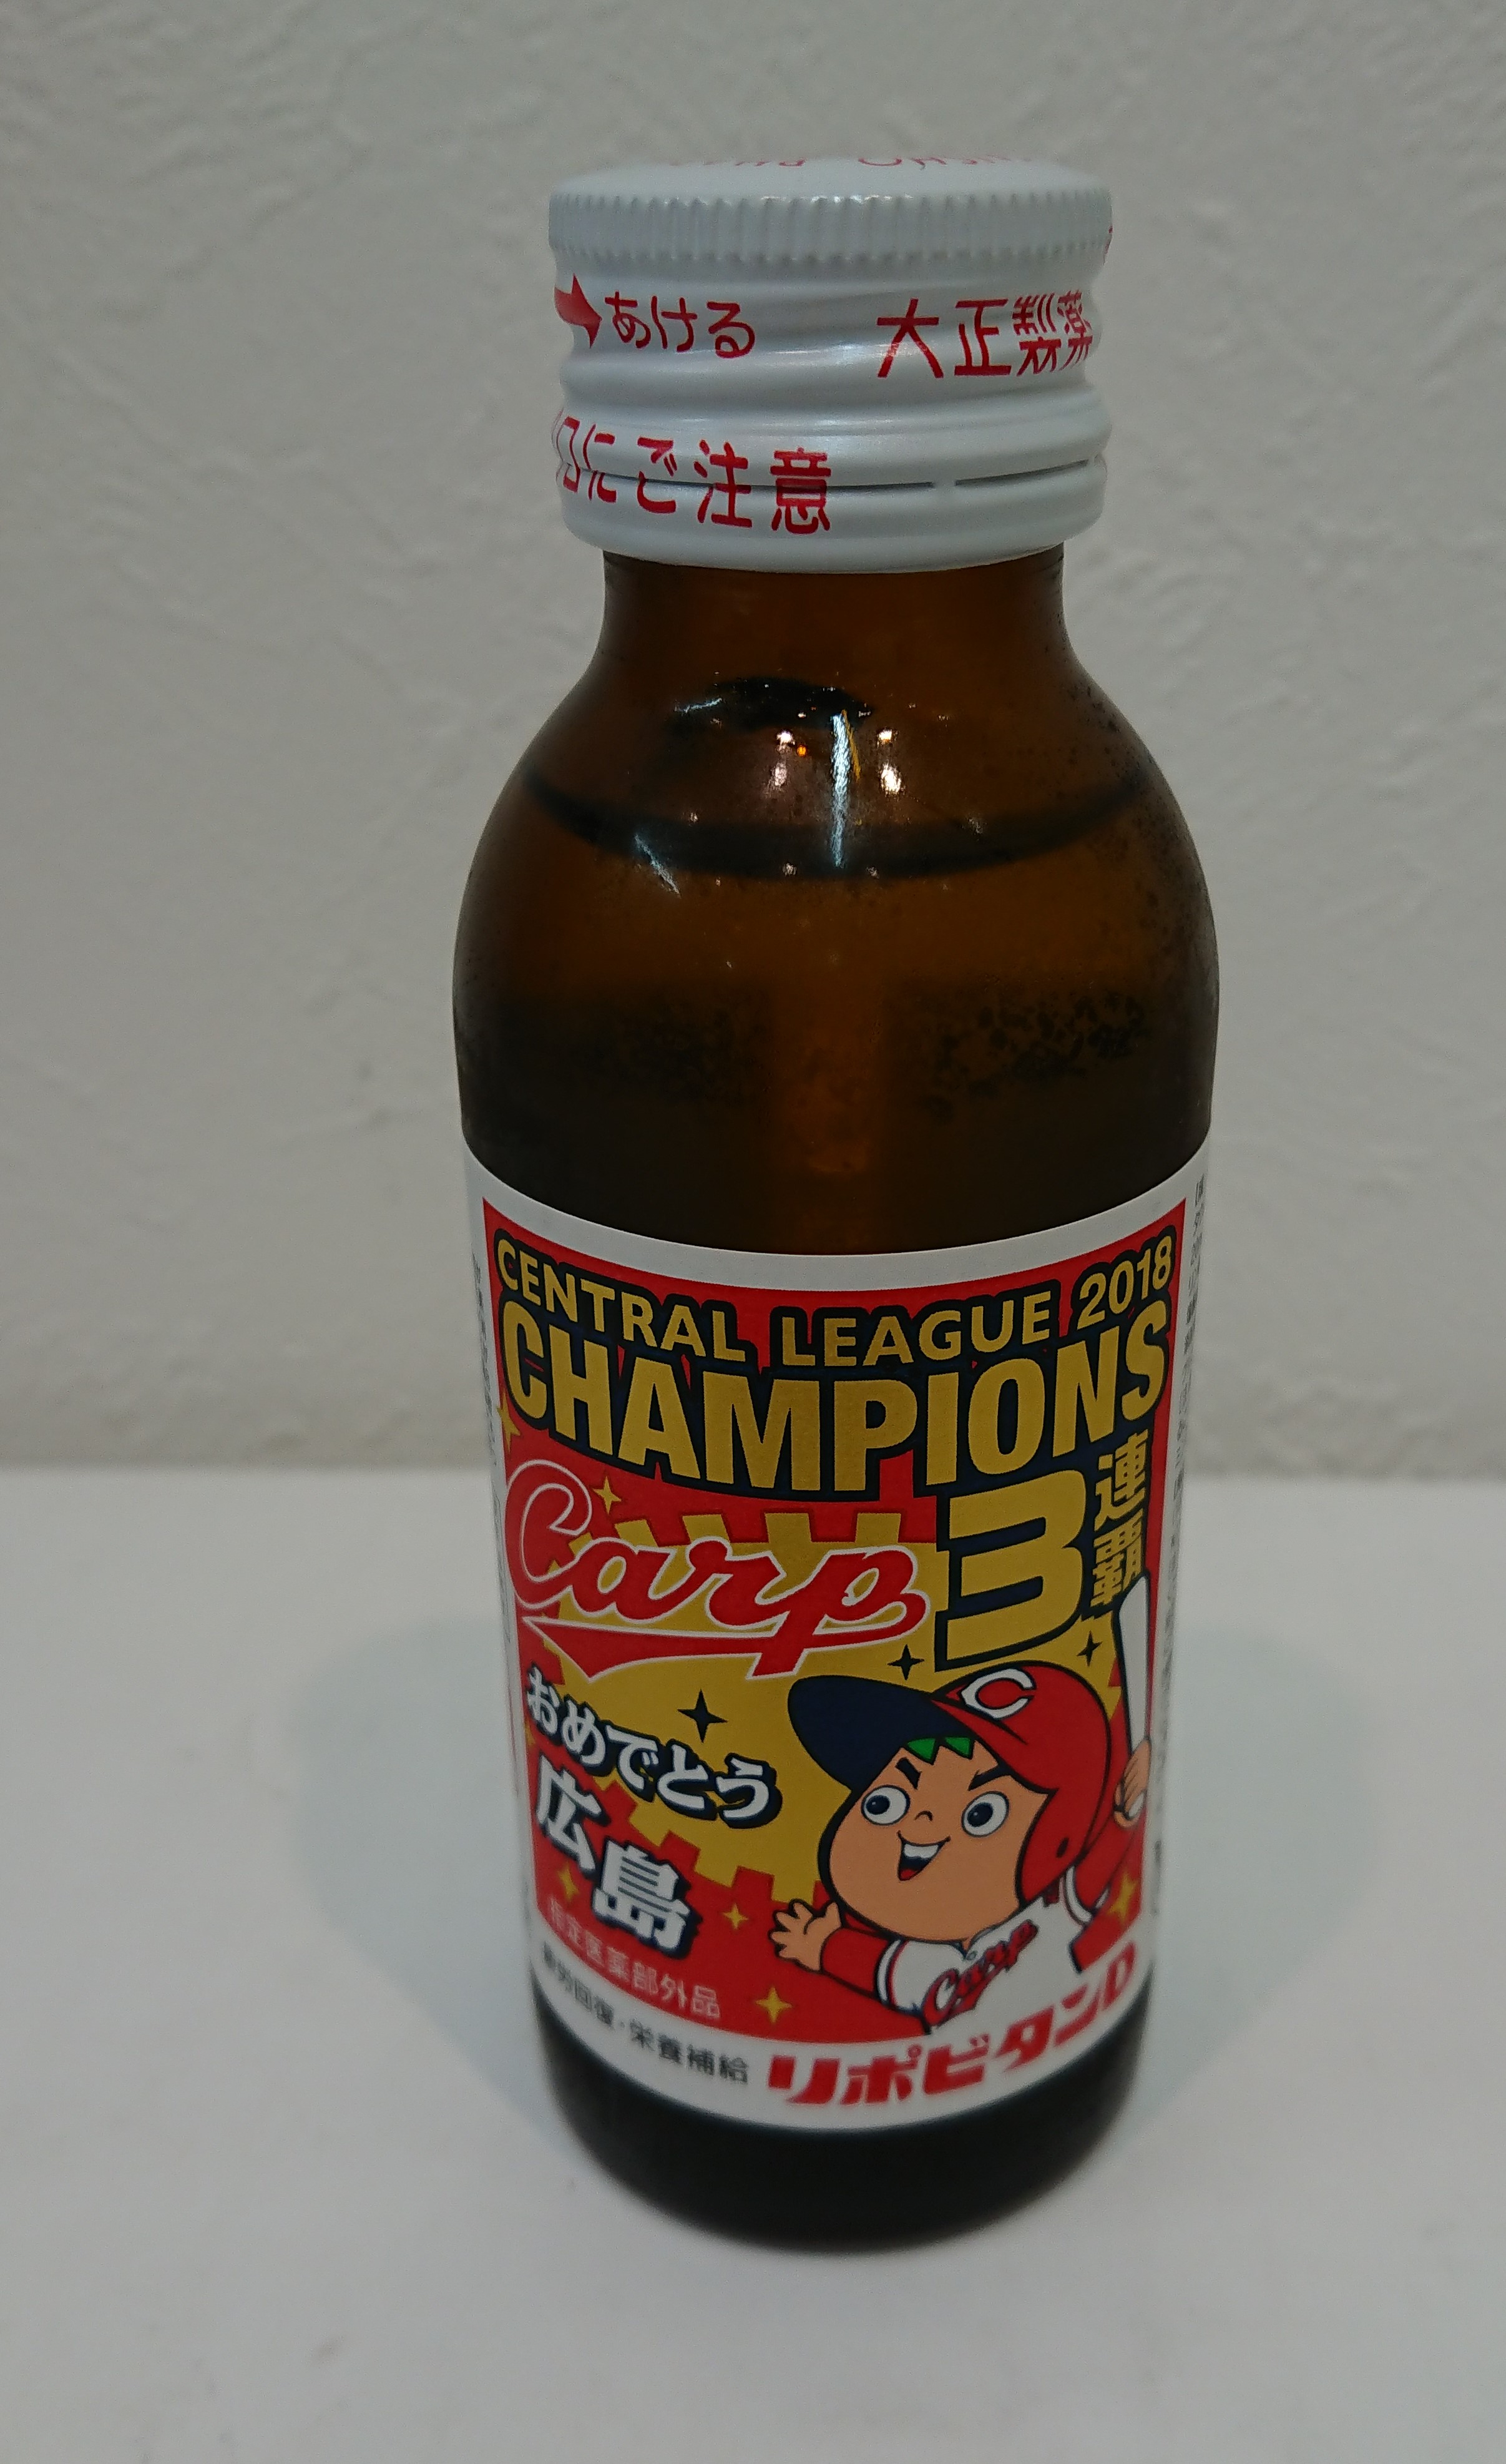 あける 大正製薬
口にご注意
CENTRAL LEAGUE 2018
CHAMPIONS
Carp 3連覇
おめでとう
広島
C
Carp
指定医薬部外品
疲労回復・栄養補給 リポビタンD